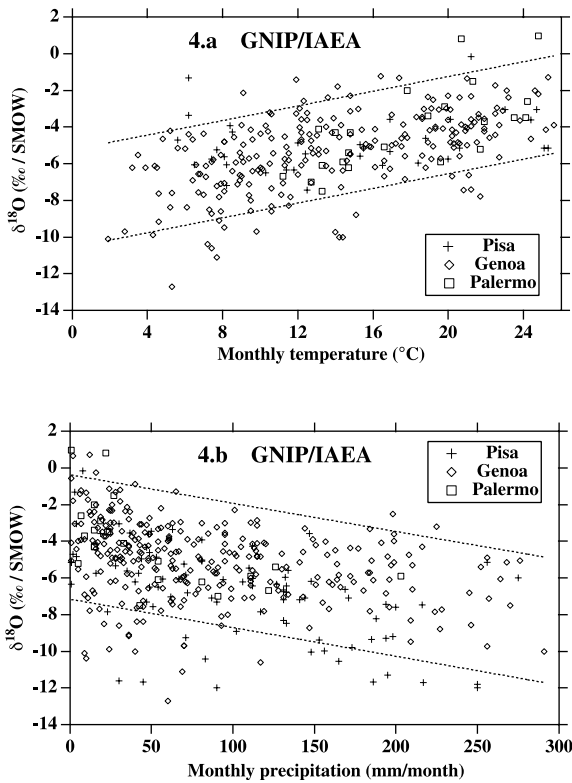 4.a GNIP/IAEA
2
0
-2
-4
-6
-8
-10
-12
-14
δ¹⁸O (‰ / SMOW)
Pisa
Genoa
Palermo
0 4 8 12 16 20 24
Monthly temperature (°C)
4.b GNIP/IAEA
2
0
-2
-4
-6
-8
-10
-12
-14
δ¹⁸O (‰ / SMOW)
Pisa
Genoa
Palermo
0 50 100 150 200 250 300
Monthly precipitation (mm/month)